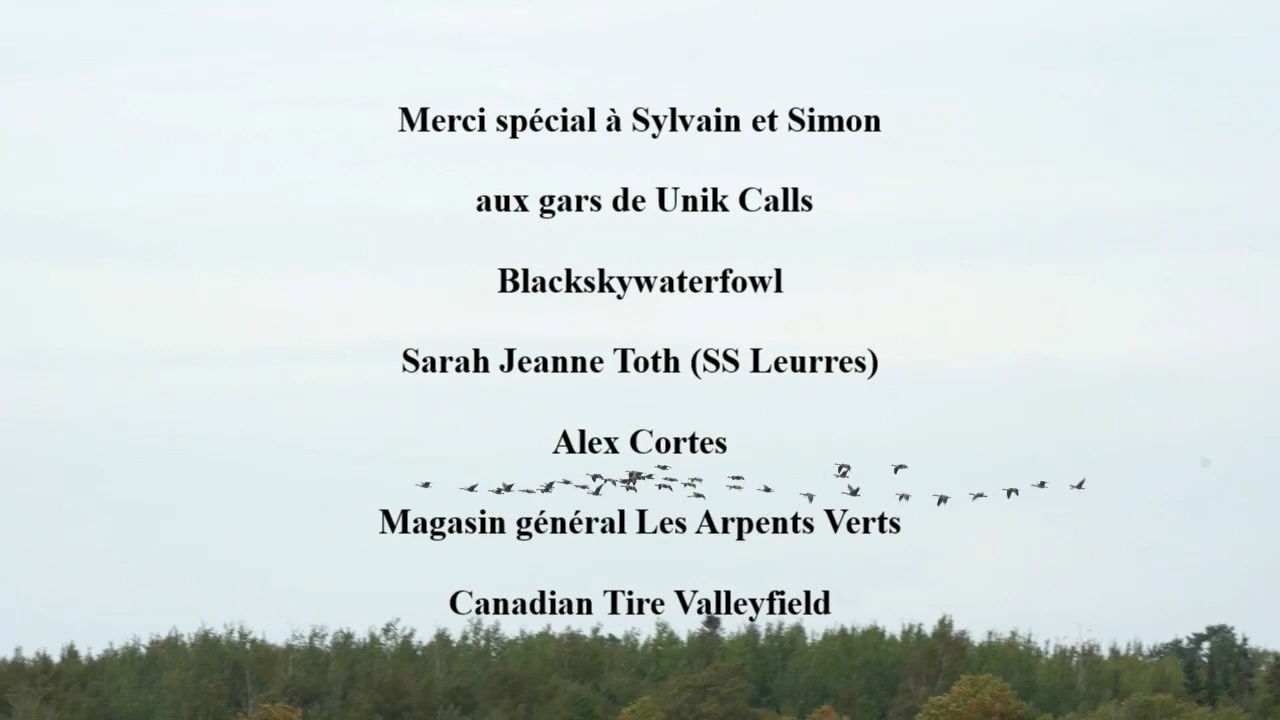 Merci spécial à Sylvain et Simon
aux gars de Unik Calls
Blackskywaterfowl
Sarah Jeanne Toth (SS Leurres)
Alex Cortes
Magasin général Les Arpents Verts
Canadian Tire Valleyfield